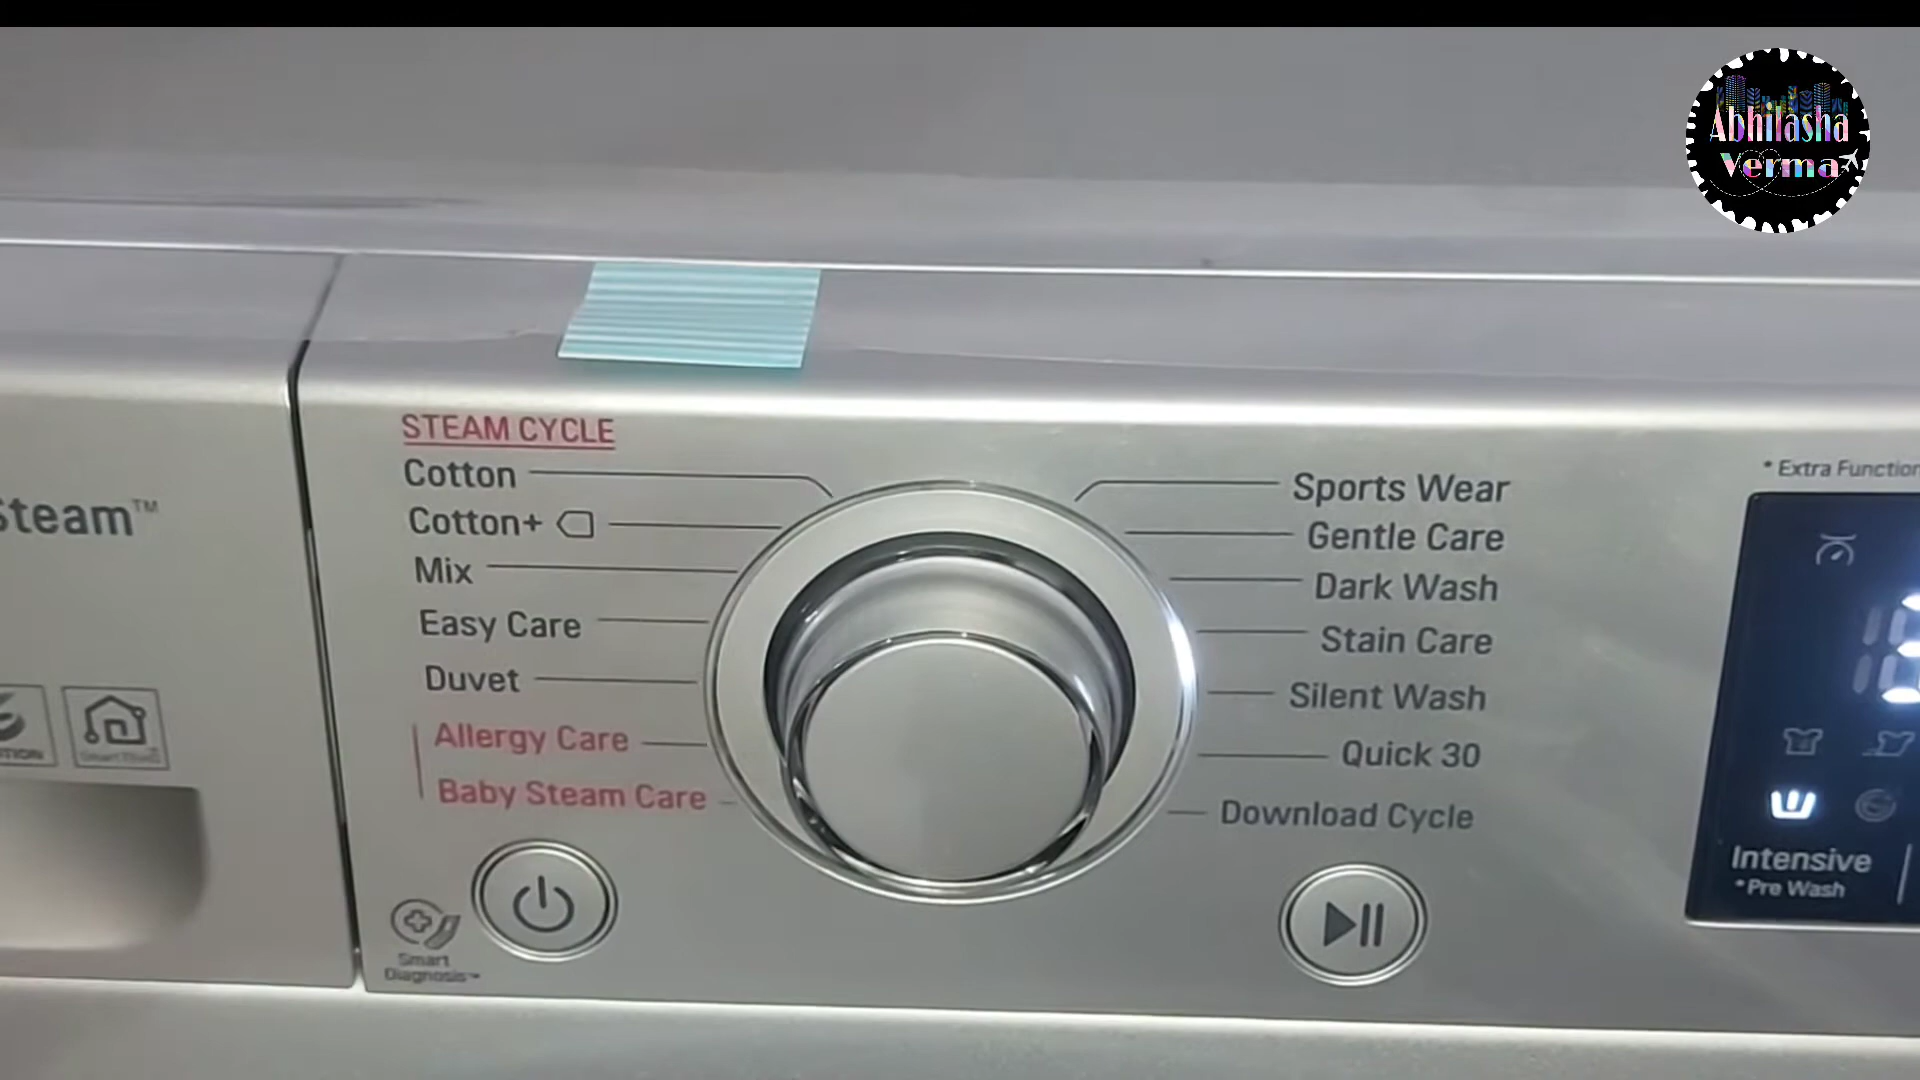 Abhilasha
Verma
Steam™
STEAM CYCLE
Cotton
Cotton+
Mix
Easy Care
Duvet
Allergy Care
Baby Steam Care
Smart
Diagnosis™
Sports Wear
Gentle Care
Dark Wash
Stain Care
Silent Wash
Quick 30
Download Cycle
* Extra Function
Intensive
*Pre Wash